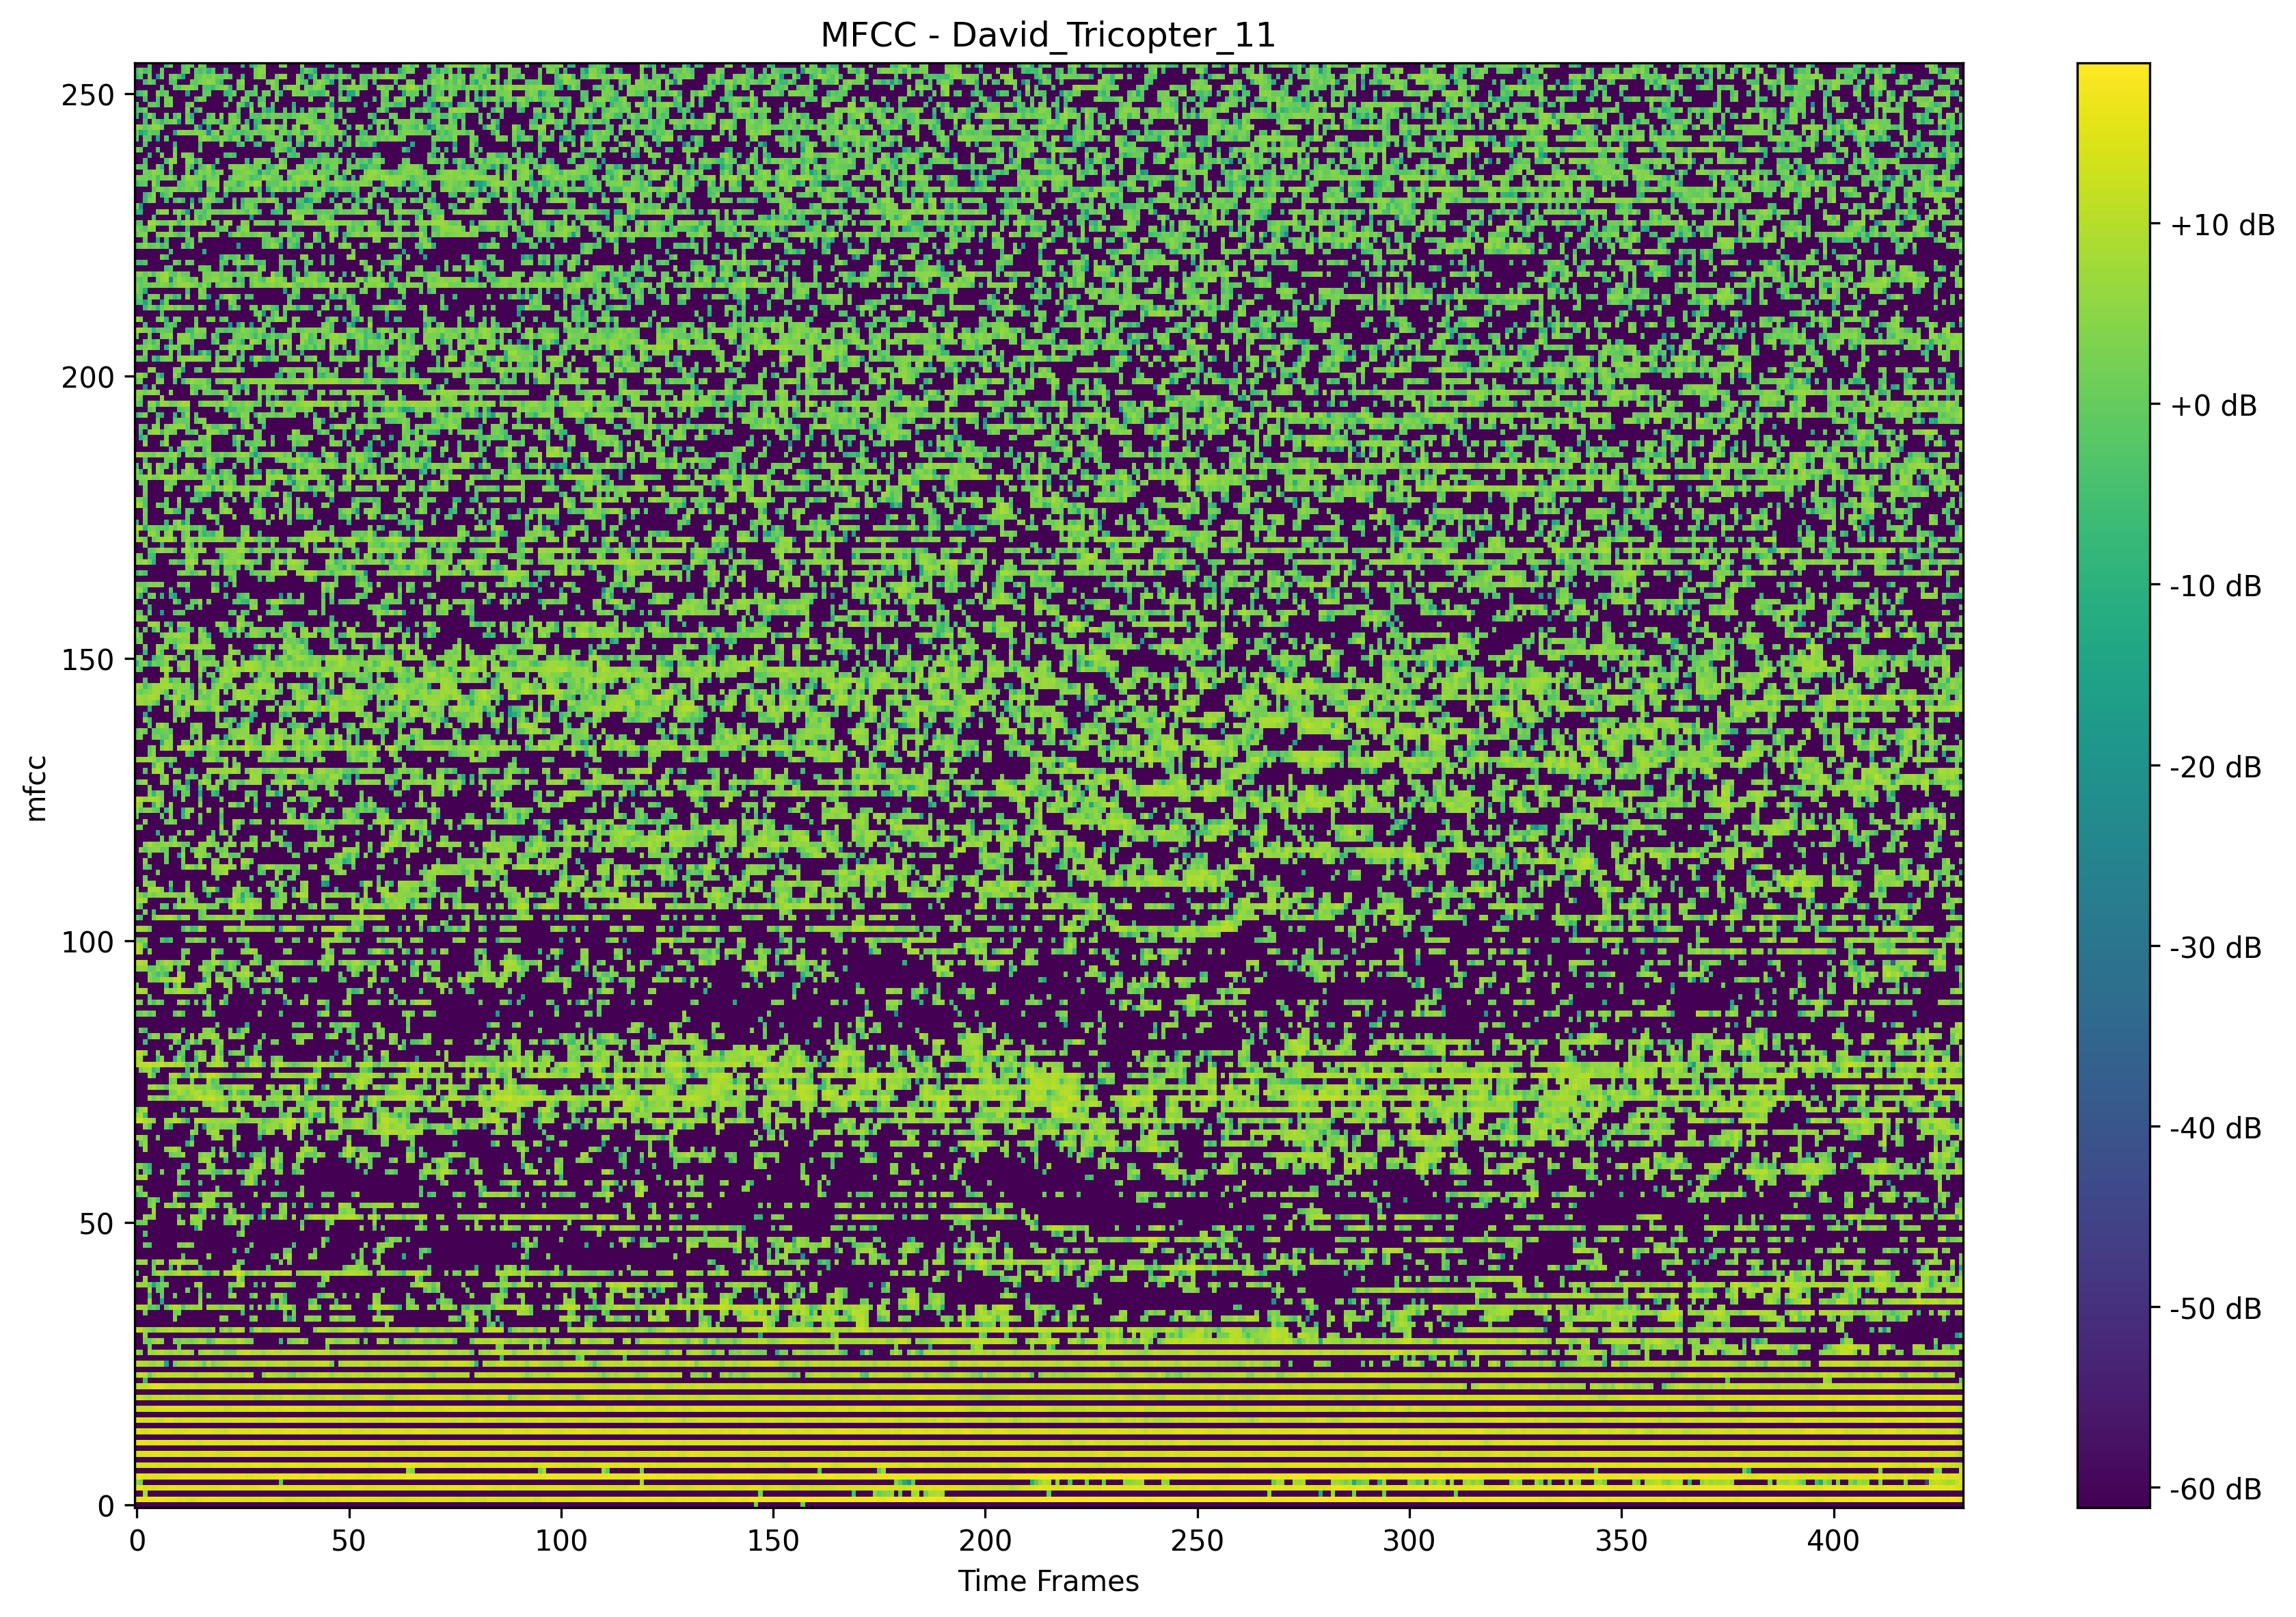 MFCC - David_Tricopter_11
250
200
150
100
50
0
mfcc
0 50 100 150 200 250 300 350 400
Time Frames
+10 dB
+0 dB
-10 dB
-20 dB
-30 dB
-40 dB
-50 dB
-60 dB